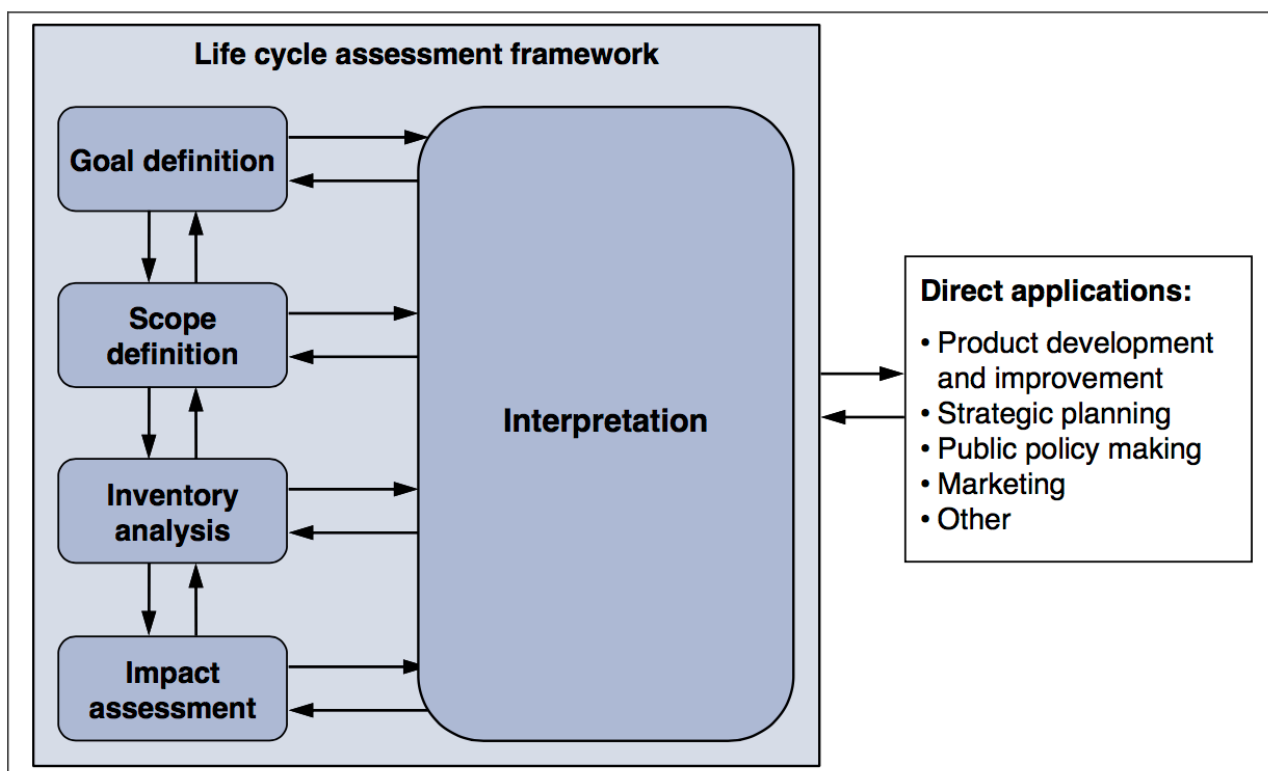 Life cycle assessment framework
Goal definition
Scope
definition
Inventory
analysis
Impact
assessment
Interpretation
Direct applications:
• Product development
and improvement
• Strategic planning
• Public policy making
• Marketing
• Other